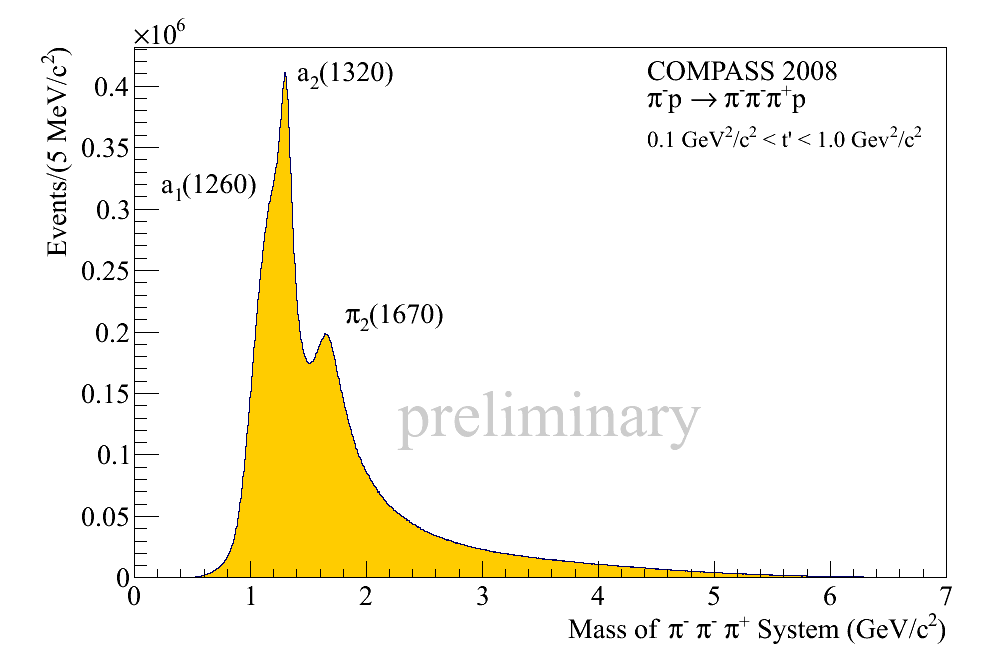 ×10⁶
Events/(5 MeV/c²)
0.4
0.35
0.3
0.25
0.2
0.15
0.1
0.05
0
a₂(1320)
a₁(1260)
π₂(1670)
COMPASS 2008
π⁻p → π⁻π⁻π⁺p
0.1 GeV²/c² < t' < 1.0 Gev²/c²
preliminary
0 1 2 3 4 5 6 7
Mass of π⁻ π⁻ π⁺ System (GeV/c²)